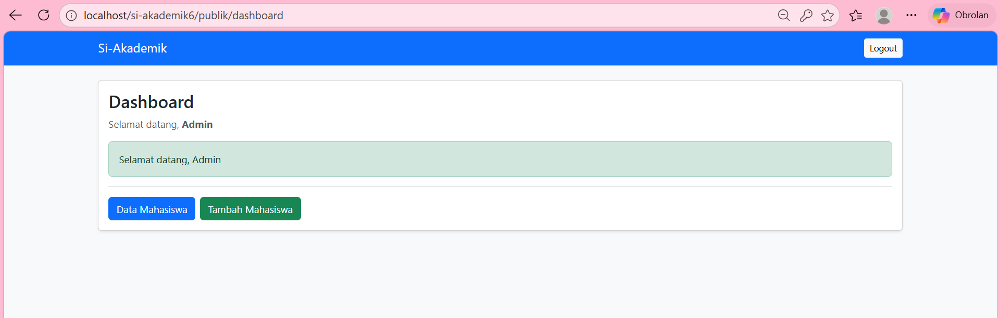 localhost/si-akademik6/publik/dashboard
Obrolan
Si-Akademik
Logout
Dashboard
Selamat datang, Admin
Selamat datang, Admin
Data Mahasiswa
Tambah Mahasiswa